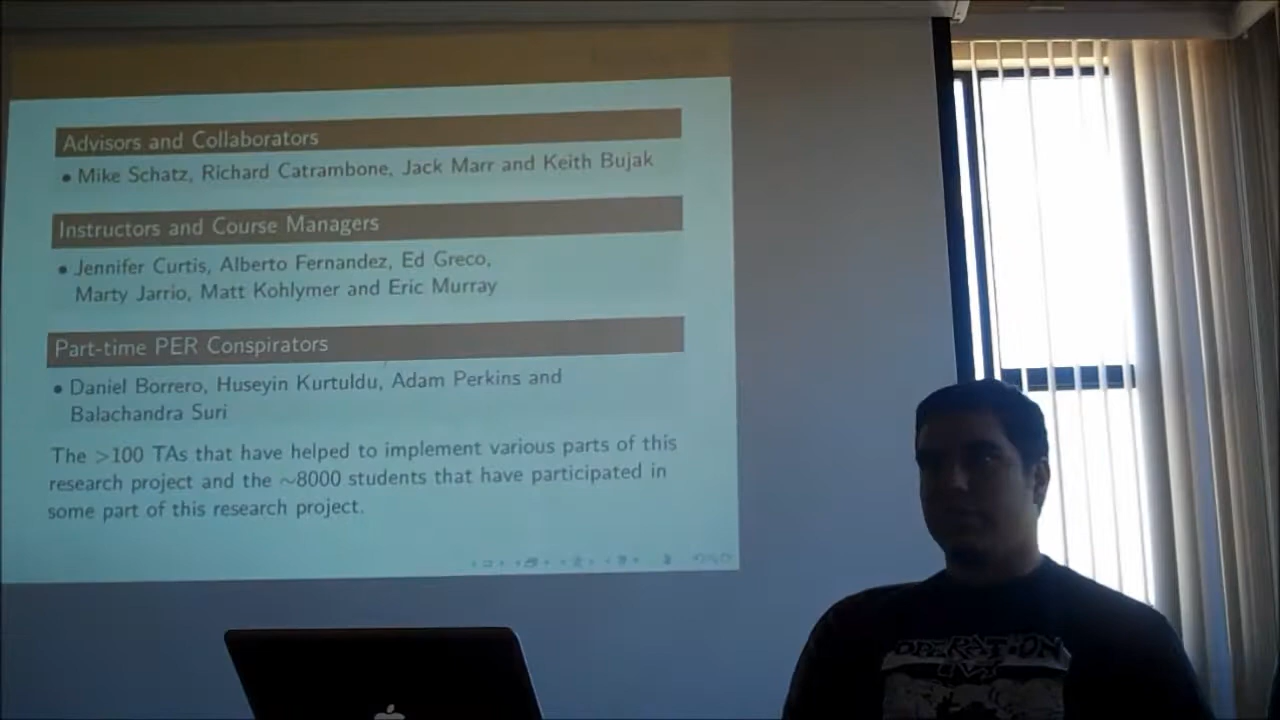 Advisors and Collaborators
• Mike Schatz, Richard Catrambone, Jack Marr and Keith Bujak
Instructors and Course Managers
• Jennifer Curtis, Alberto Fernandez, Ed Greco,
Marty Jarrio, Matt Kohlymer and Eric Murray
Part-time PER Conspirators
• Daniel Borrero, Huseyin Kurtuldu, Adam Perkins and
Balachandra Suri
The >100 TAs that have helped to implement various parts of this
research project and the ~8000 students that have participated in
some part of this research project.
OPERATION
IVY